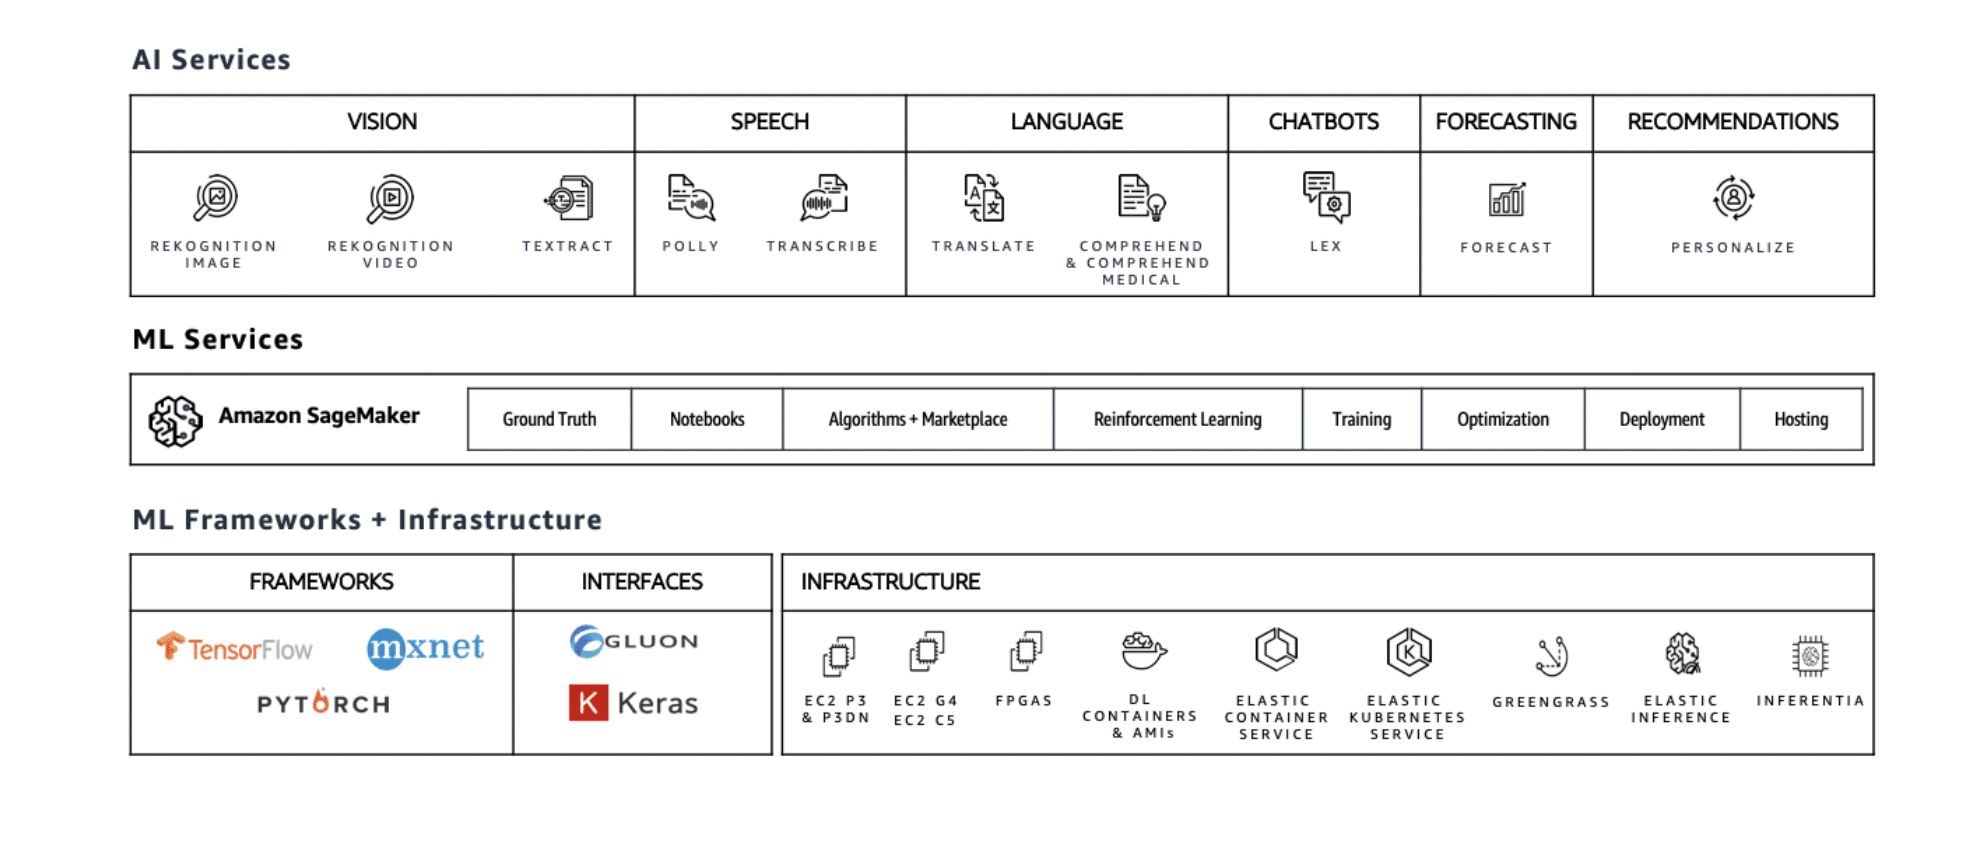 AI Services
VISION
SPEECH
LANGUAGE
CHATBOTS
FORECASTING
RECOMMENDATIONS
REKOGNITION
IMAGE
REKOGNITION
VIDEO
TEXTRACT
POLLY
TRANSCRIBE
TRANSLATE
COMPREHEND
& COMPREHEND
MEDICAL
LEX
FORECAST
PERSONALIZE
ML Services
Amazon SageMaker
Ground Truth
Notebooks
Algorithms + Marketplace
Reinforcement Learning
Training
Optimization
Deployment
Hosting
ML Frameworks + Infrastructure
FRAMEWORKS
INTERFACES
INFRASTRUCTURE
TensorFlow
mxnet
PYTORCH
GLUON
K Keras
EC2 P3
& P3DN
EC2 G4
EC2 C5
FPGAS
DL
CONTAINERS
& AMIs
ELASTIC
CONTAINER
SERVICE
K
ELASTIC
KUBERNETES
SERVICE
GREENGRASS
ELASTIC
INFERENCE
INFERENTIA